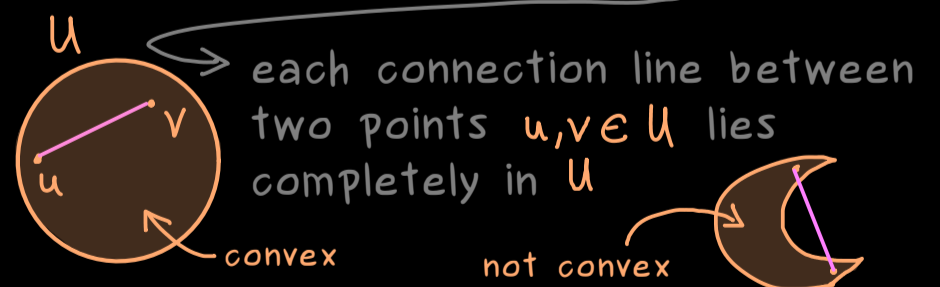 U
each connection line between
two points u,v ∈ U lies
completely in U
v
u
convex
not convex